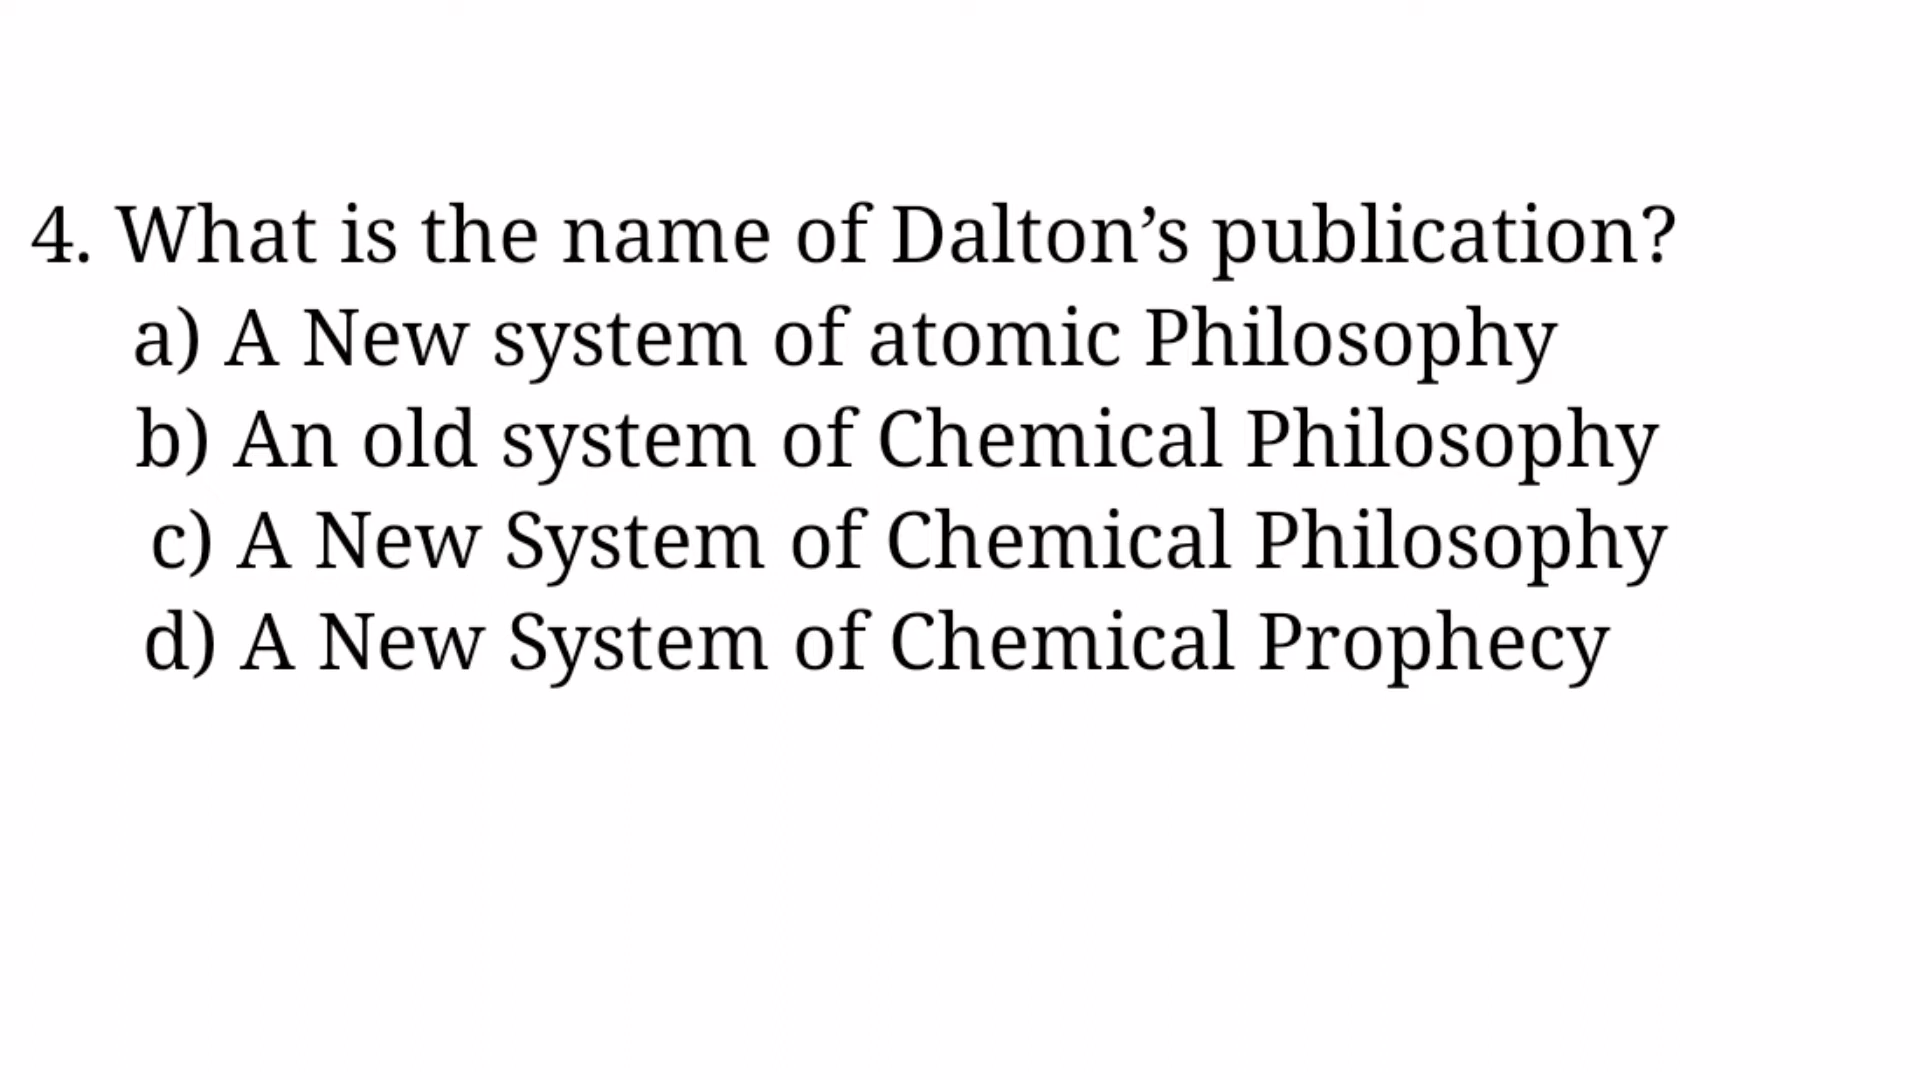 4. What is the name of Dalton’s publication?
a) A New system of atomic Philosophy
b) An old system of Chemical Philosophy
c) A New System of Chemical Philosophy
d) A New System of Chemical Prophecy